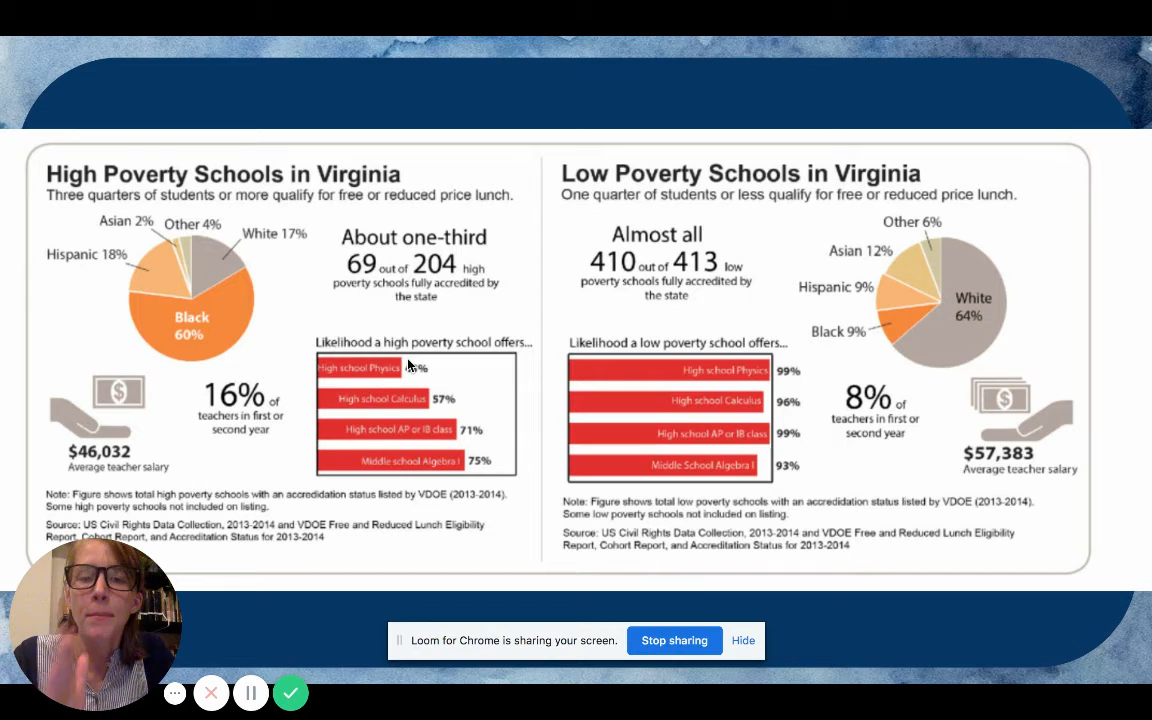 High Poverty Schools in Virginia
Three quarters of students or more qualify for free or reduced price lunch.
Asian 2%
Other 4%
White 17%
Hispanic 18%
Black
60%
About one-third
69 out of 204 high
poverty schools fully accredited by
the state
Likelihood a high poverty school offers...
High school Physics
%
High school Calculus 57%
High school AP or IB class 71%
Middle school Algebra I 75%
$
$46,032
Average teacher salary
16% of
teachers in first or
second year
Note: Figure shows total high poverty schools with an accredidation status listed by VDOE (2013-2014).
Some high poverty schools not included on listing.
Source: US Civil Rights Data Collection, 2013-2014 and VDOE Free and Reduced Lunch Eligibility
Report, Cohort Report, and Accreditation Status for 2013-2014
Low Poverty Schools in Virginia
One quarter of students or less qualify for free or reduced price lunch.
Almost all
410 out of 413 low
poverty schools fully accredited by
the state
Other 6%
Asian 12%
Hispanic 9%
Black 9%
White
64%
Likelihood a low poverty school offers...
High school Physics 99%
High school Calculus 96%
High school AP or IB class 99%
Middle School Algebra I 93%
8% of
teachers in first or
second year
$
$57,383
Average teacher salary
Note: Figure shows total low poverty schools with an accredidation status listed by VDOE (2013-2014).
Some low poverty schools not included on listing.
Source: US Civil Rights Data Collection, 2013-2014 and VDOE Free and Reduced Lunch Eligibility
Report, Cohort Report, and Accreditation Status for 2013-2014
Loom for Chrome is sharing your screen. Stop sharing Hide